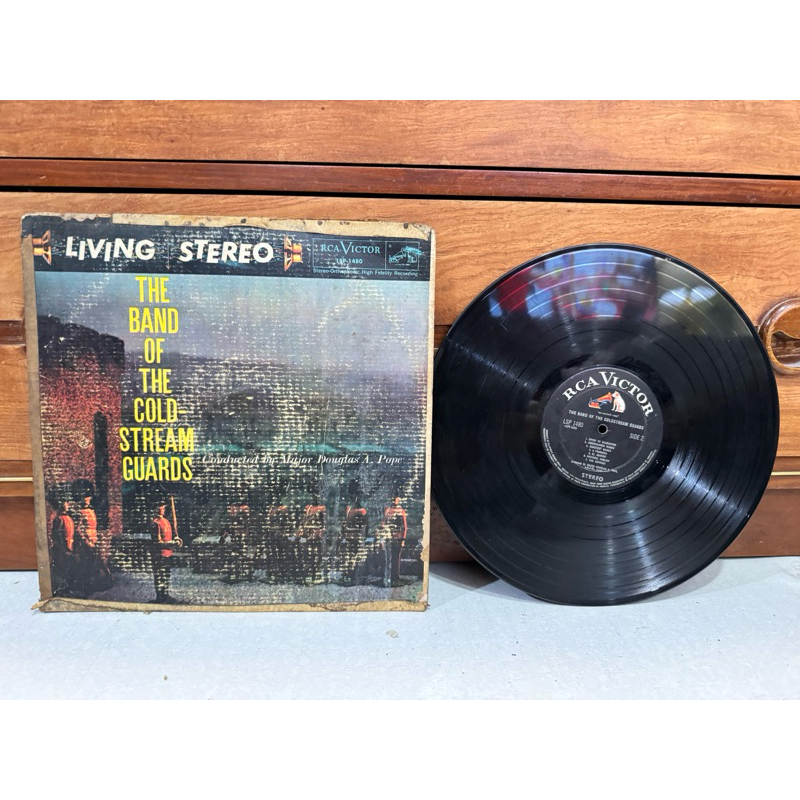 LIVING STEREO
RCA VICTOR
LSP-1480
Stereo-Orthophonic High Fidelity Recording
THE
BAND
OF
THE
COLD-
STREAM
GUARDS
Conducted by Major Douglas A. Pope
RCA VICTOR
THE BAND OF THE COLDSTREAM GUARDS
LSP 1480
SIDE 2
STEREO